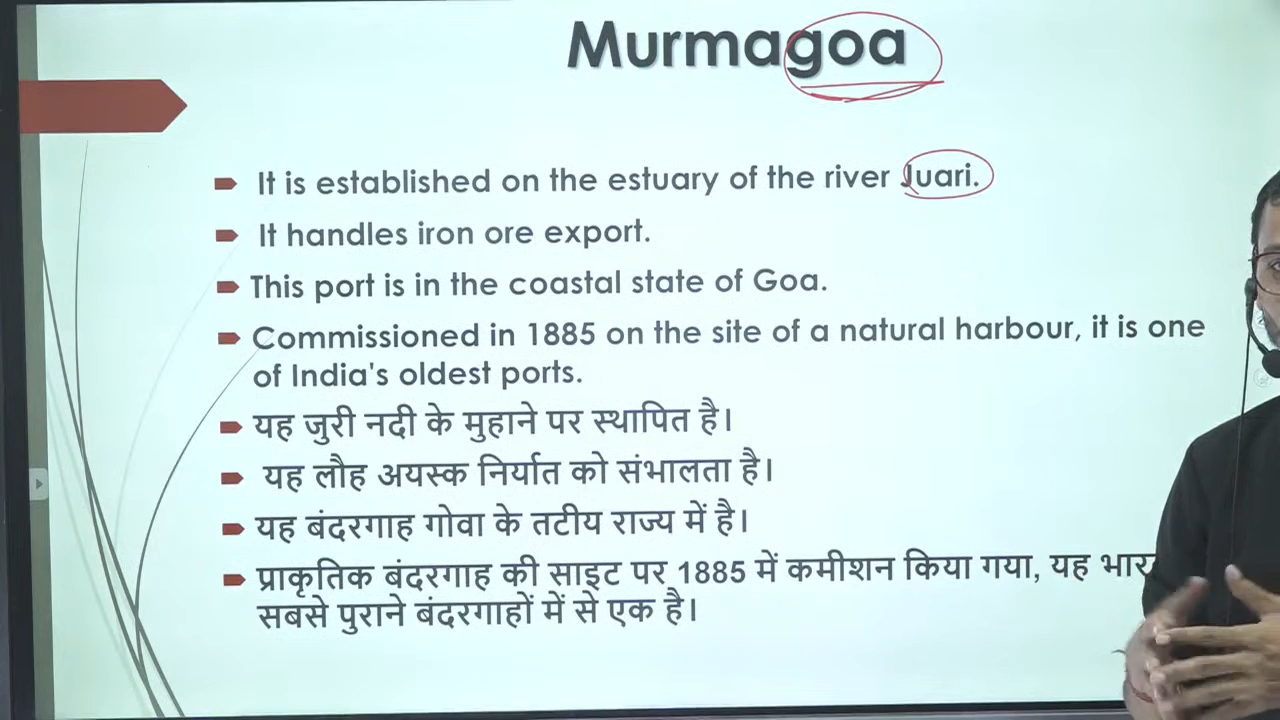 Murmagoa
It is established on the estuary of the river Juari.
It handles iron ore export.
This port is in the coastal state of Goa.
Commissioned in 1885 on the site of a natural harbour, it is one
of India's oldest ports.
यह जुरी नदी के मुहाने पर स्थापित है।
यह लौह अयस्क निर्यात को संभालता है।
यह बंदरगाह गोवा के तटीय राज्य में है।
प्राकृतिक बंदरगाह की साइट पर 1885 में कमीशन किया गया, यह
सबसे पुराने बंदरगाहों में से एक है।